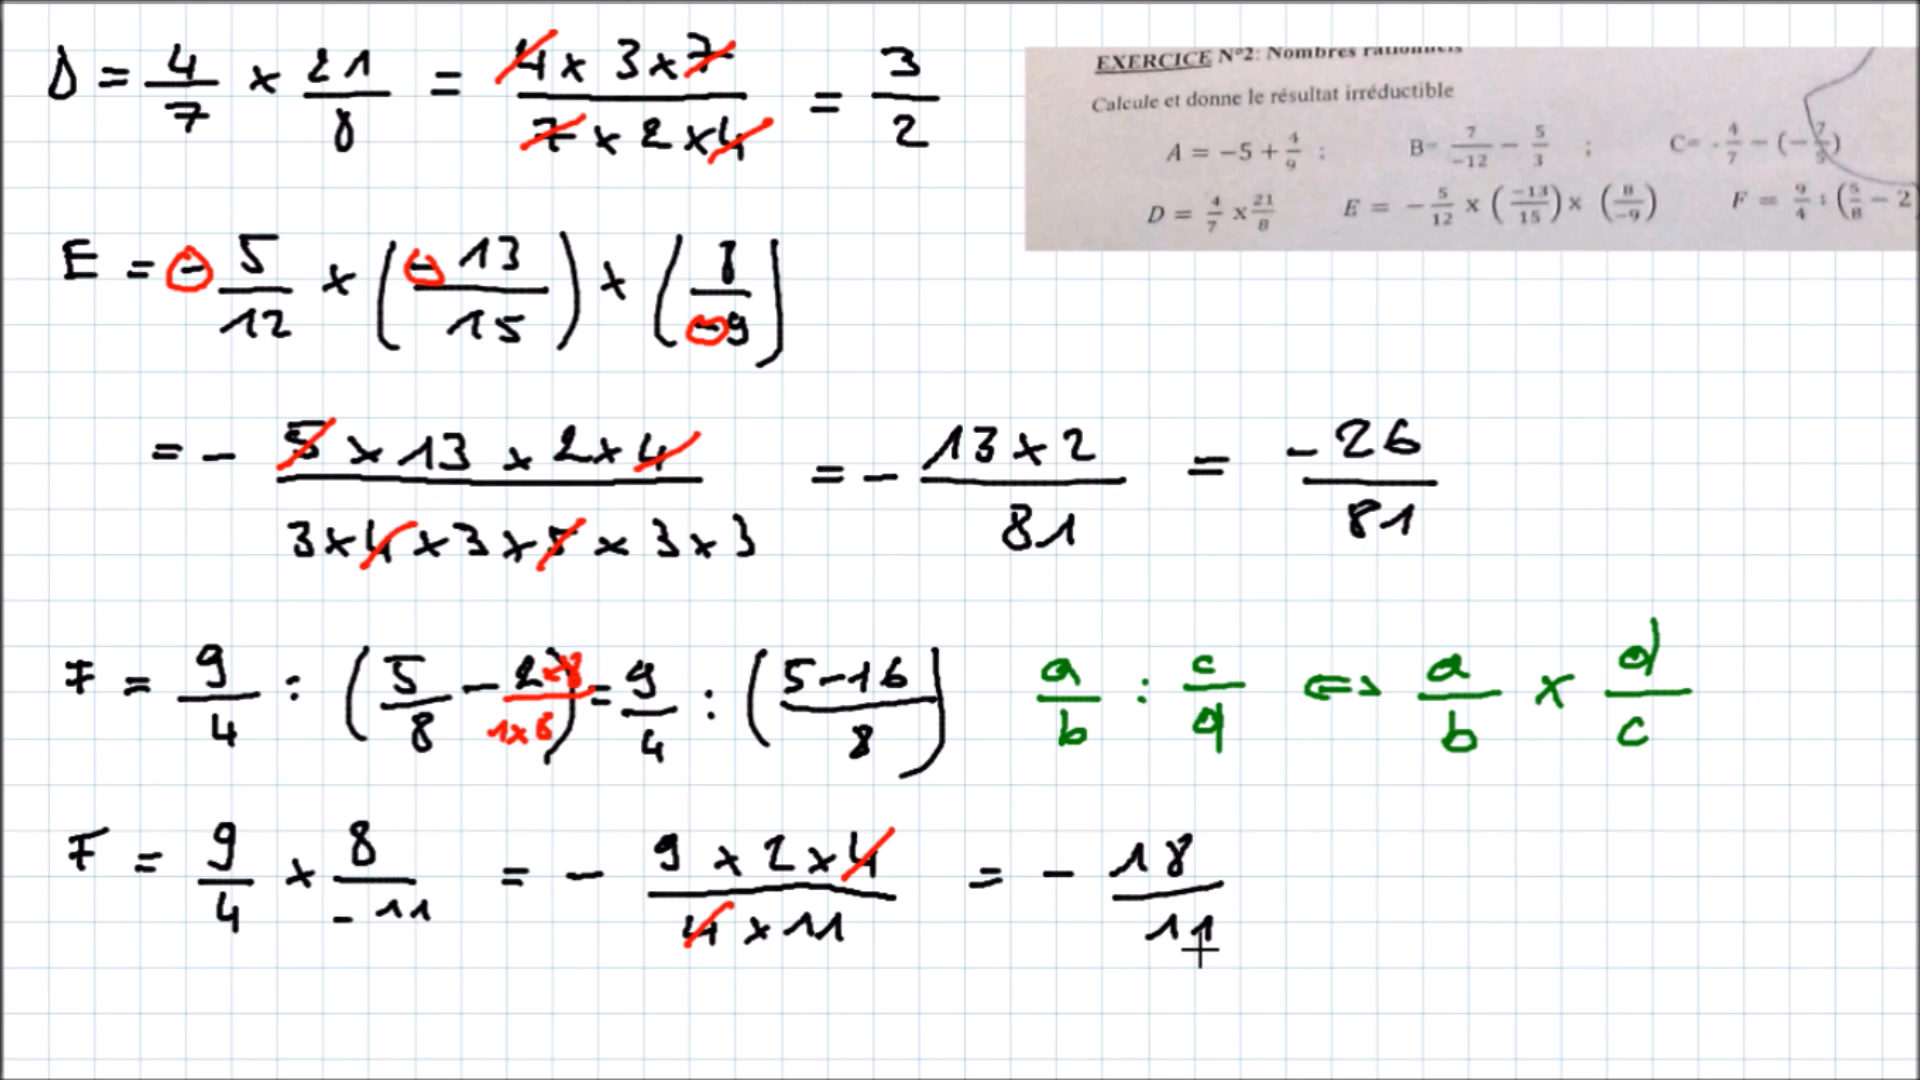 D = 4/7 × 21/8 = 4 × 3 × 7 / 7 × 2 × 4 = 3/2
EXERCICE N°2: Nombres rationnels
Calcule et donne le résultat irréductible
A = −5 + 4/9 ; B= 7/−12 − 5/3 ; C= - 4/7 − (− 7/
D = 4/7 x 21/8 E = − 5/12 x (−13/15) x (8/−9) F = 9/4 : (5/8 − 2
E = - 5/12 × (-13/15) × (8/-9)
= - 5 × 13 × 2 × 4 / 3 × 4 × 3 × 5 × 3 × 3 = - 13 × 2 / 81 = -26/81
F = 9/4 : (5/8 - 2×8/1×8) = 9/4 : (5-16/8) a/b : c/d ⇔ a/b × d/c
F = 9/4 × 8/-11 = - 9 × 2 × 4 / 4 × 11 = - 18/11